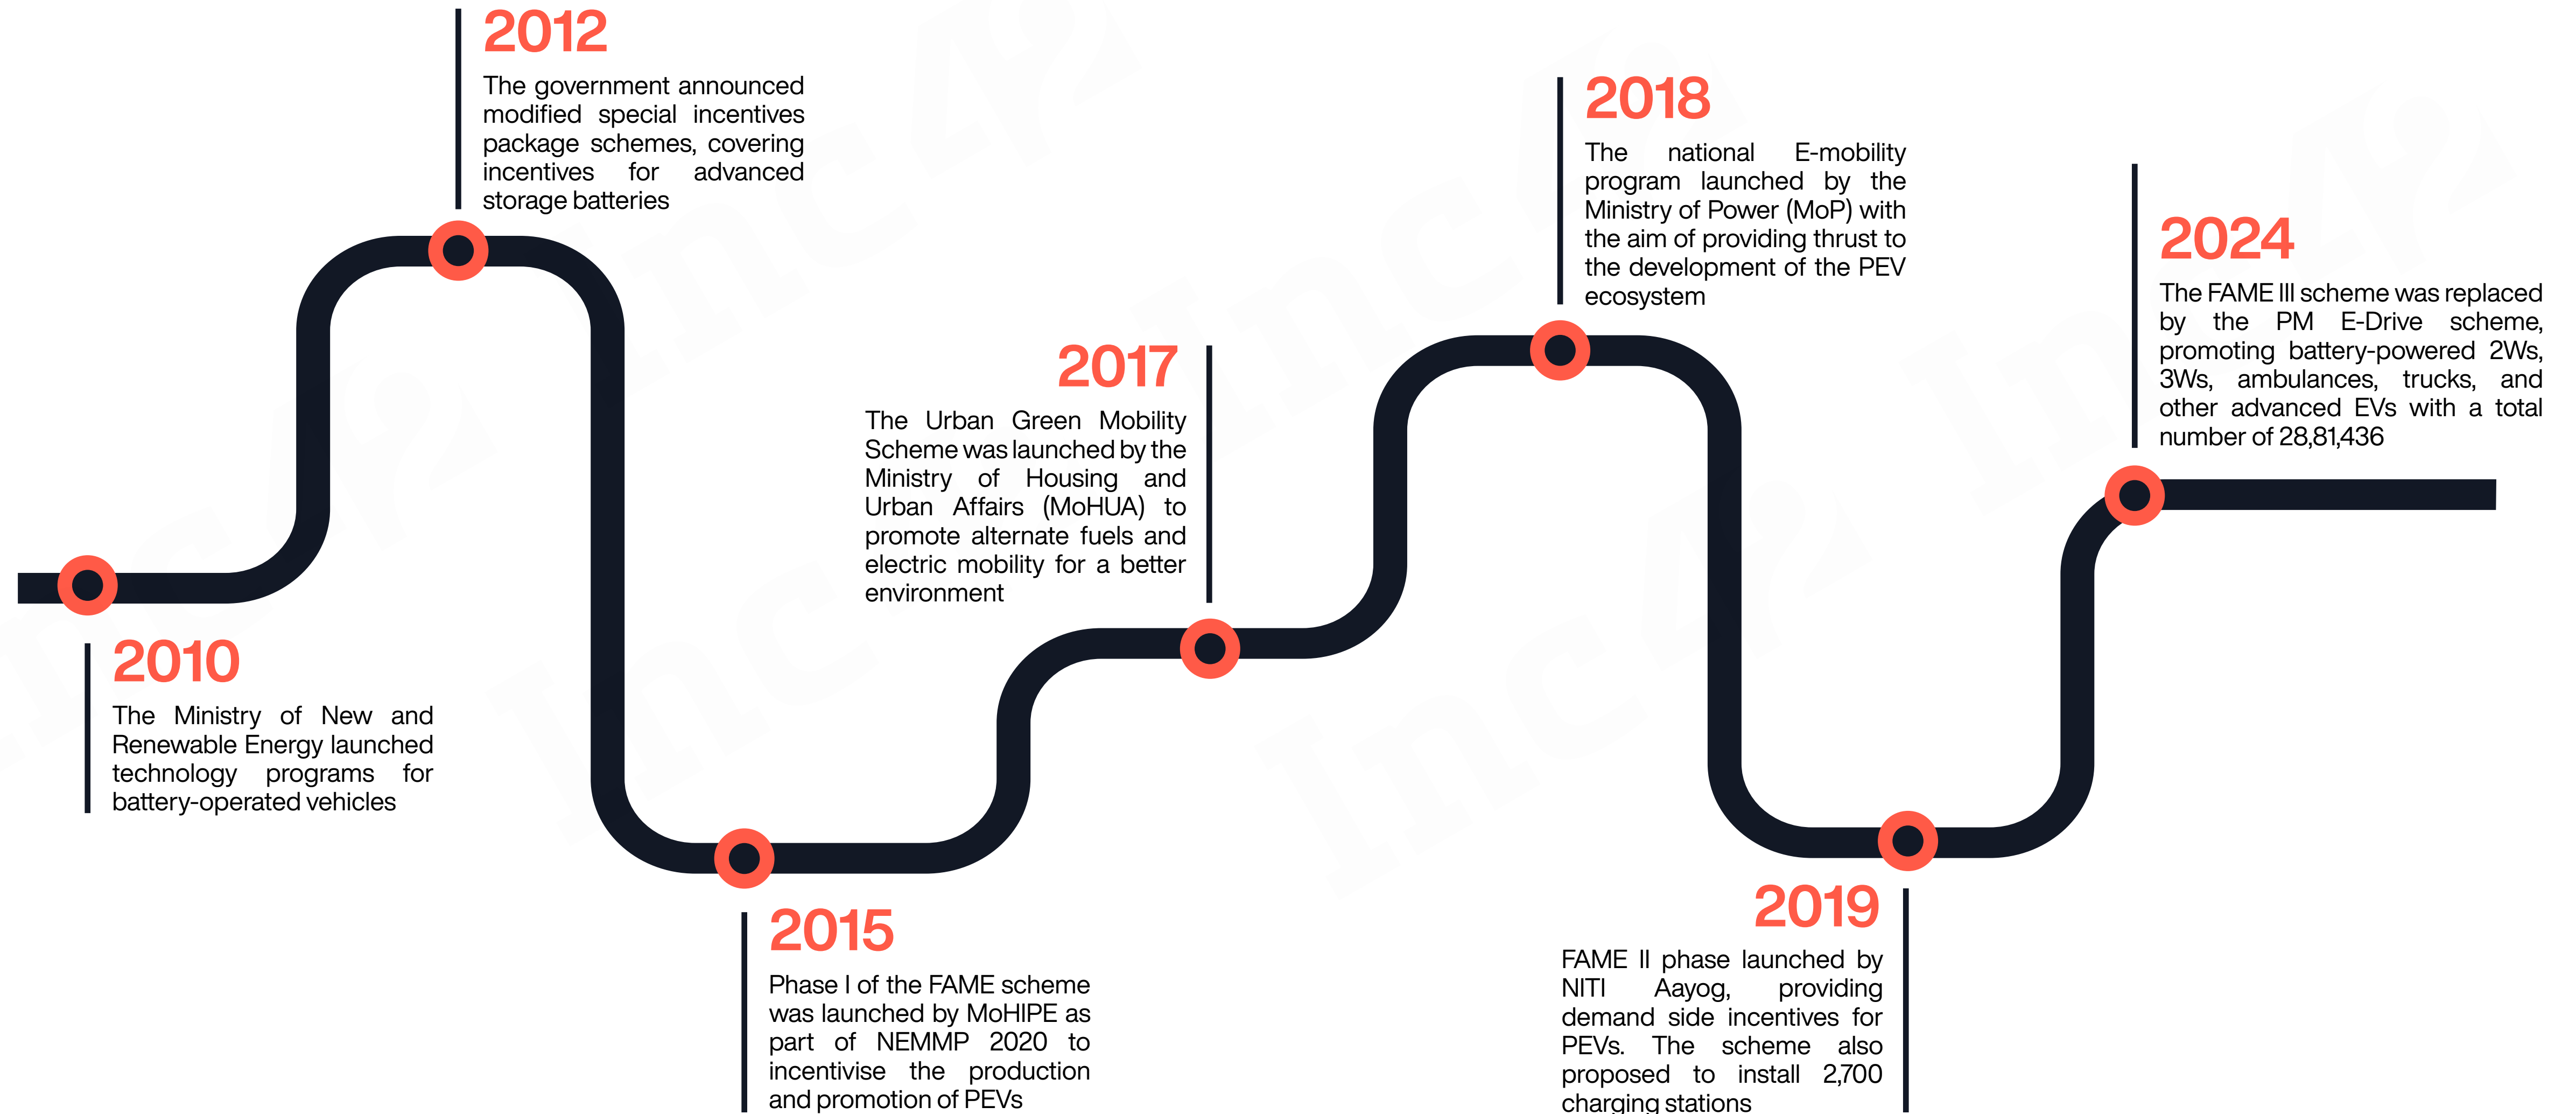 2010
The Ministry of New and
Renewable Energy launched
technology programs for
battery-operated vehicles
2012
The government announced
modified special incentives
package schemes, covering
incentives for advanced
storage batteries
2015
Phase I of the FAME scheme
was launched by MoHIPE as
part of NEMMP 2020 to
incentivise the production
and promotion of PEVs
2017
The Urban Green Mobility
Scheme was launched by the
Ministry of Housing and
Urban Affairs (MoHUA) to
promote alternate fuels and
electric mobility for a better
environment
2018
The national E-mobility
program launched by the
Ministry of Power (MoP) with
the aim of providing thrust to
the development of the PEV
ecosystem
2019
FAME II phase launched by
NITI Aayog, providing
demand side incentives for
PEVs. The scheme also
proposed to install 2,700
charging stations
2024
The FAME III scheme was replaced
by the PM E-Drive scheme,
promoting battery-powered 2Ws,
3Ws, ambulances, trucks, and
other advanced EVs with a total
number of 28,81,436
Inc42
Inc42
Inc42
Inc42
Inc42